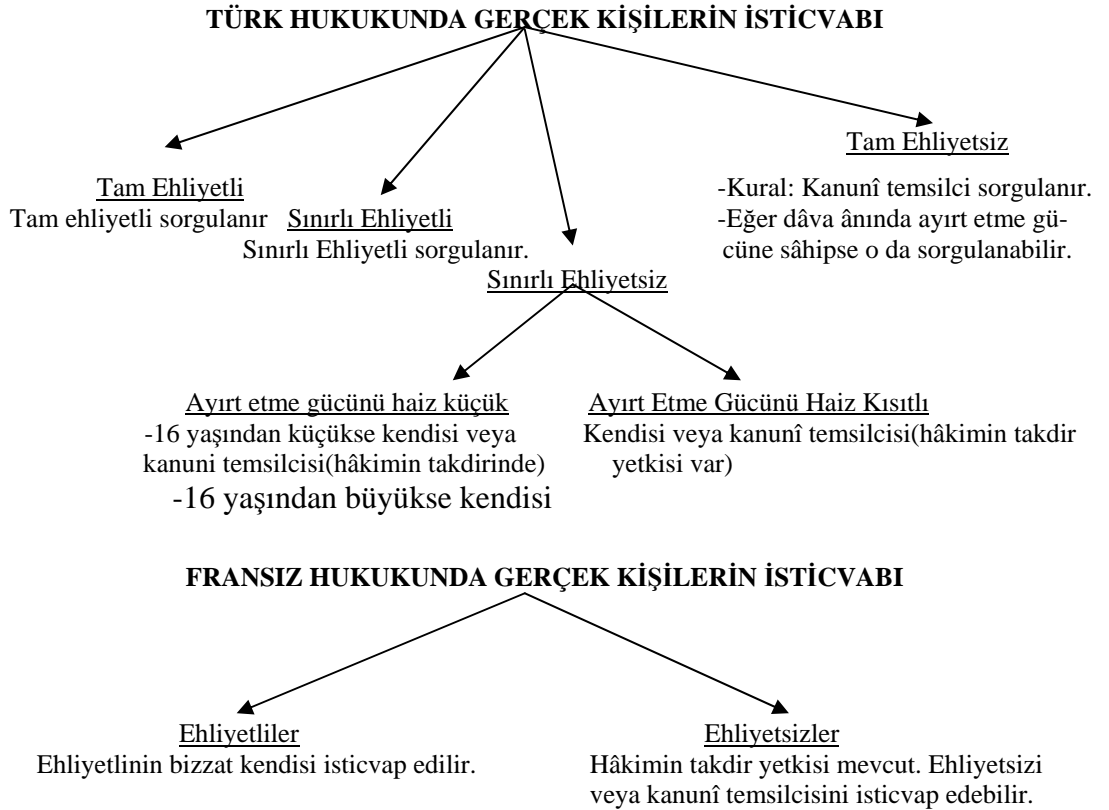 TÜRK HUKUKUNDA GERÇEK KİŞİLERİN İSTİCVABI
Tam Ehliyetli
Tam ehliyetli sorgulanır
Sınırlı Ehliyetli
Sınırlı Ehliyetli sorgulanır.
Tam Ehliyetsiz
-Kural: Kanunî temsilci sorgulanır.
-Eğer dâva ânında ayırt etme gü-
cüne sâhipse o da sorgulanabilir.
Sınırlı Ehliyetsiz
Ayırt etme gücünü haiz küçük
-16 yaşından küçükse kendisi veya
kanuni temsilcisi(hâkimin takdirinde)
-16 yaşından büyükse kendisi
Ayırt Etme Gücünü Haiz Kısıtlı
Kendisi veya kanunî temsilcisi(hâkimin takdir
yetkisi var)
FRANSIZ HUKUKUNDA GERÇEK KİŞİLERİN İSTİCVABI
Ehliyetliler
Ehliyetlinin bizzat kendisi isticvap edilir.
Ehliyetsizler
Hâkimin takdir yetkisi mevcut. Ehliyetsizi
veya kanunî temsilcisini isticvap edebilir.